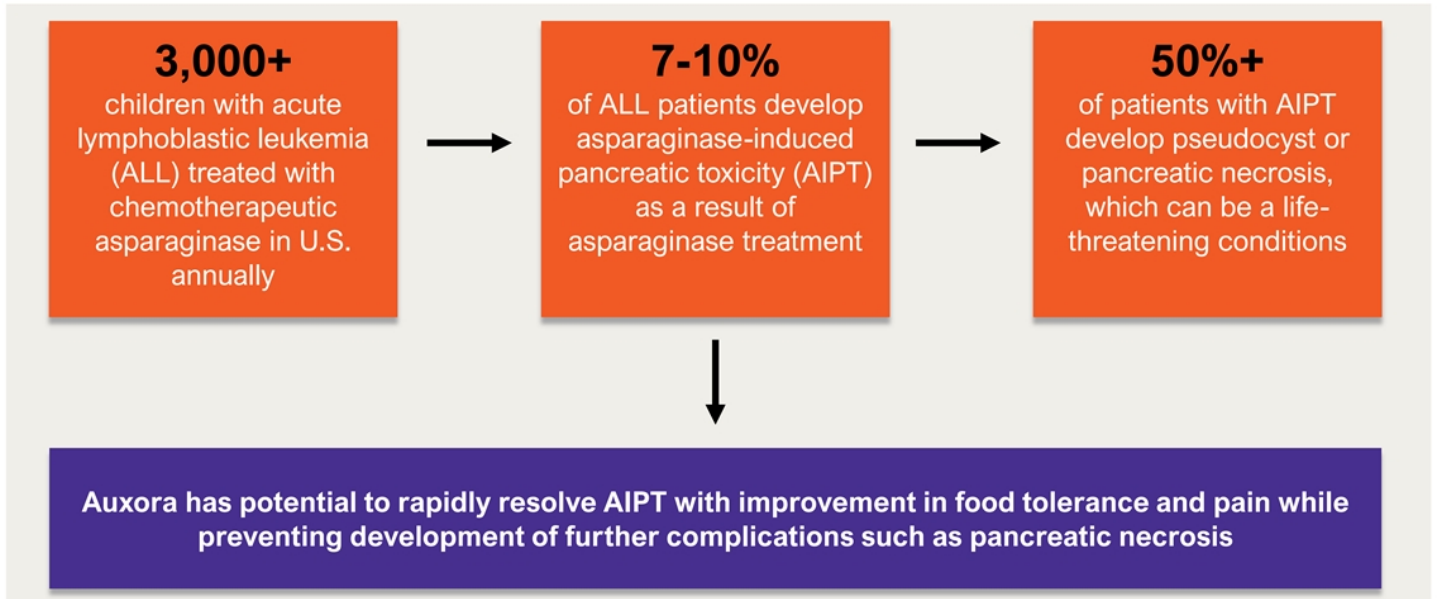 3,000+
children with acute
lymphoblastic leukemia
(ALL) treated with
chemotherapeutic
asparaginase in U.S.
annually
7-10%
of ALL patients develop
asparaginase-induced
pancreatic toxicity (AIPT)
as a result of
asparaginase treatment
50%+
of patients with AIPT
develop pseudocyst or
pancreatic necrosis,
which can be a life-
threatening conditions
Auxora has potential to rapidly resolve AIPT with improvement in food tolerance and pain while
preventing development of further complications such as pancreatic necrosis